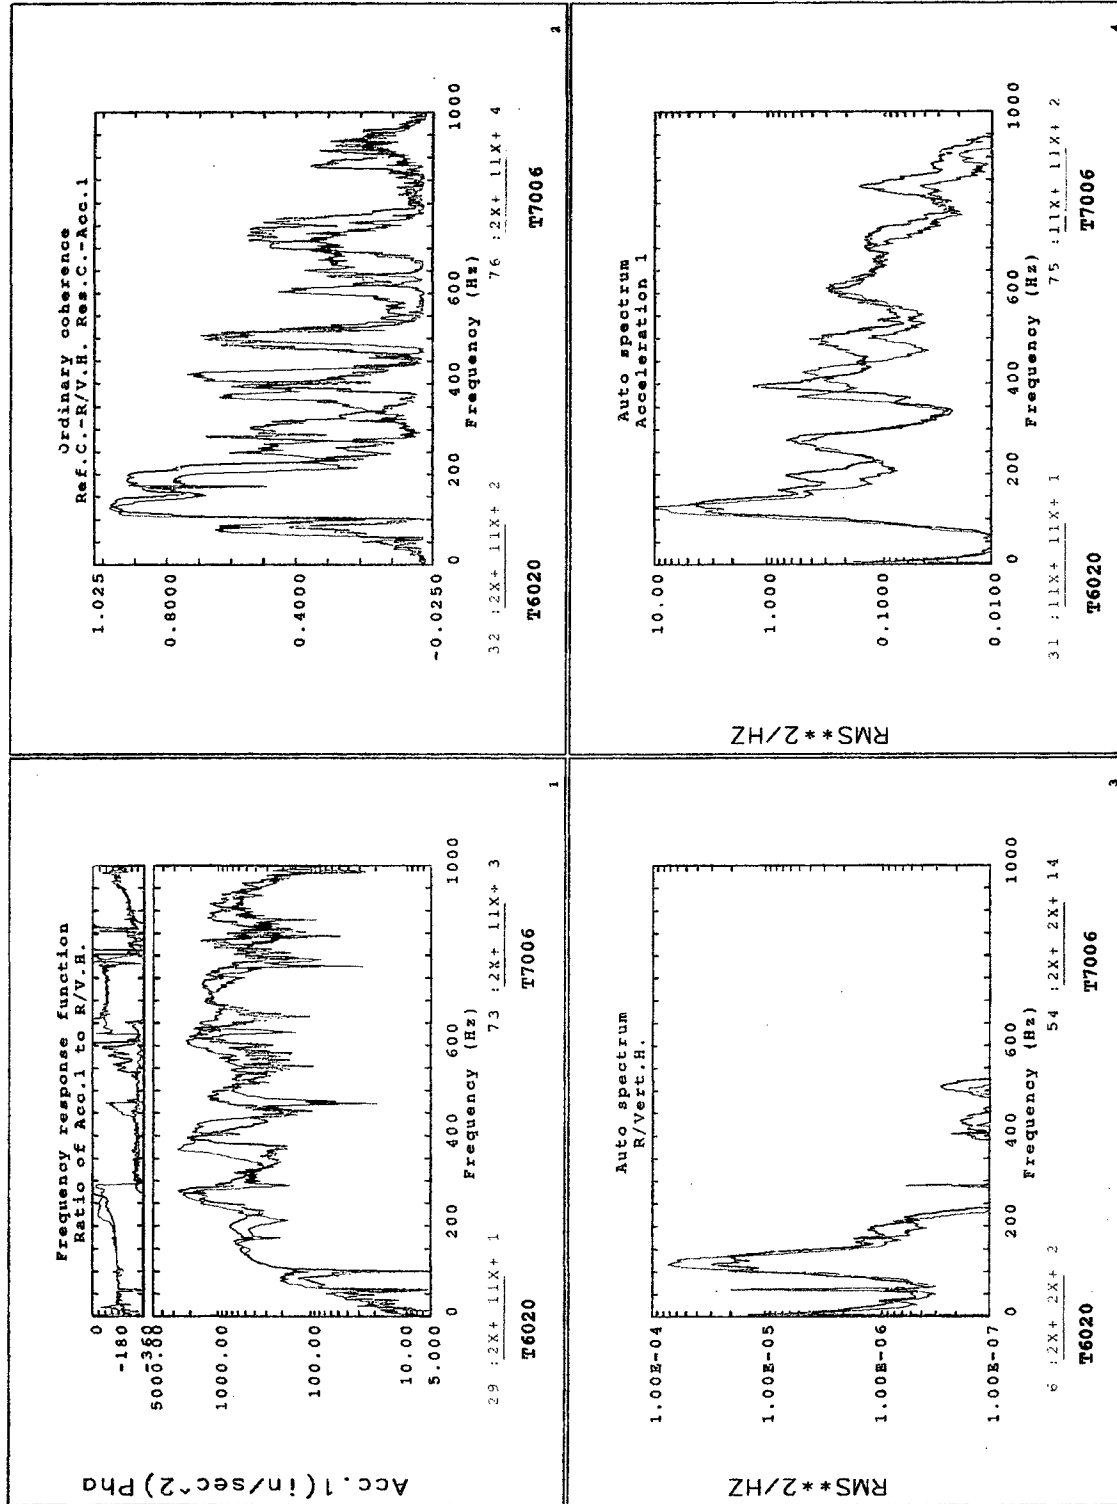 Frequency response function
Ratio of Acc.1 to R/V.H.
Acc.1(in/sec^2)Pha
0
-180
-360
5000.00
1000.00
100.00
10.00
5.000
0 200 400 600 1000
Frequency (Hz)
29 :2X+ 11X+ 1
73 :2X+ 11X+ 3
T6020
T7006
1
Ordinary coherence
Ref.C.-R/V.H. Res.C.-Acc.1
1.025
0.8000
0.4000
-0.0250
0 200 400 600 1000
Frequency (Hz)
32 :2X+ 11X+ 2
76 :2X+ 11X+ 4
T6020
T7006
2
Auto spectrum
R/Vert.H.
RMS**2/HZ
1.00E-04
1.00E-05
1.00E-06
1.00E-07
0 200 400 600 1000
Frequency (Hz)
6 :2X+ 2X+ 2
54 :2X+ 2X+ 14
T6020
T7006
3
Auto spectrum
Acceleration 1
RMS**2/HZ
10.00
1.000
0.1000
0.0100
0 200 400 600 1000
Frequency (Hz)
31 :11X+ 11X+ 1
75 :11X+ 11X+ 2
T6020
T7006
4